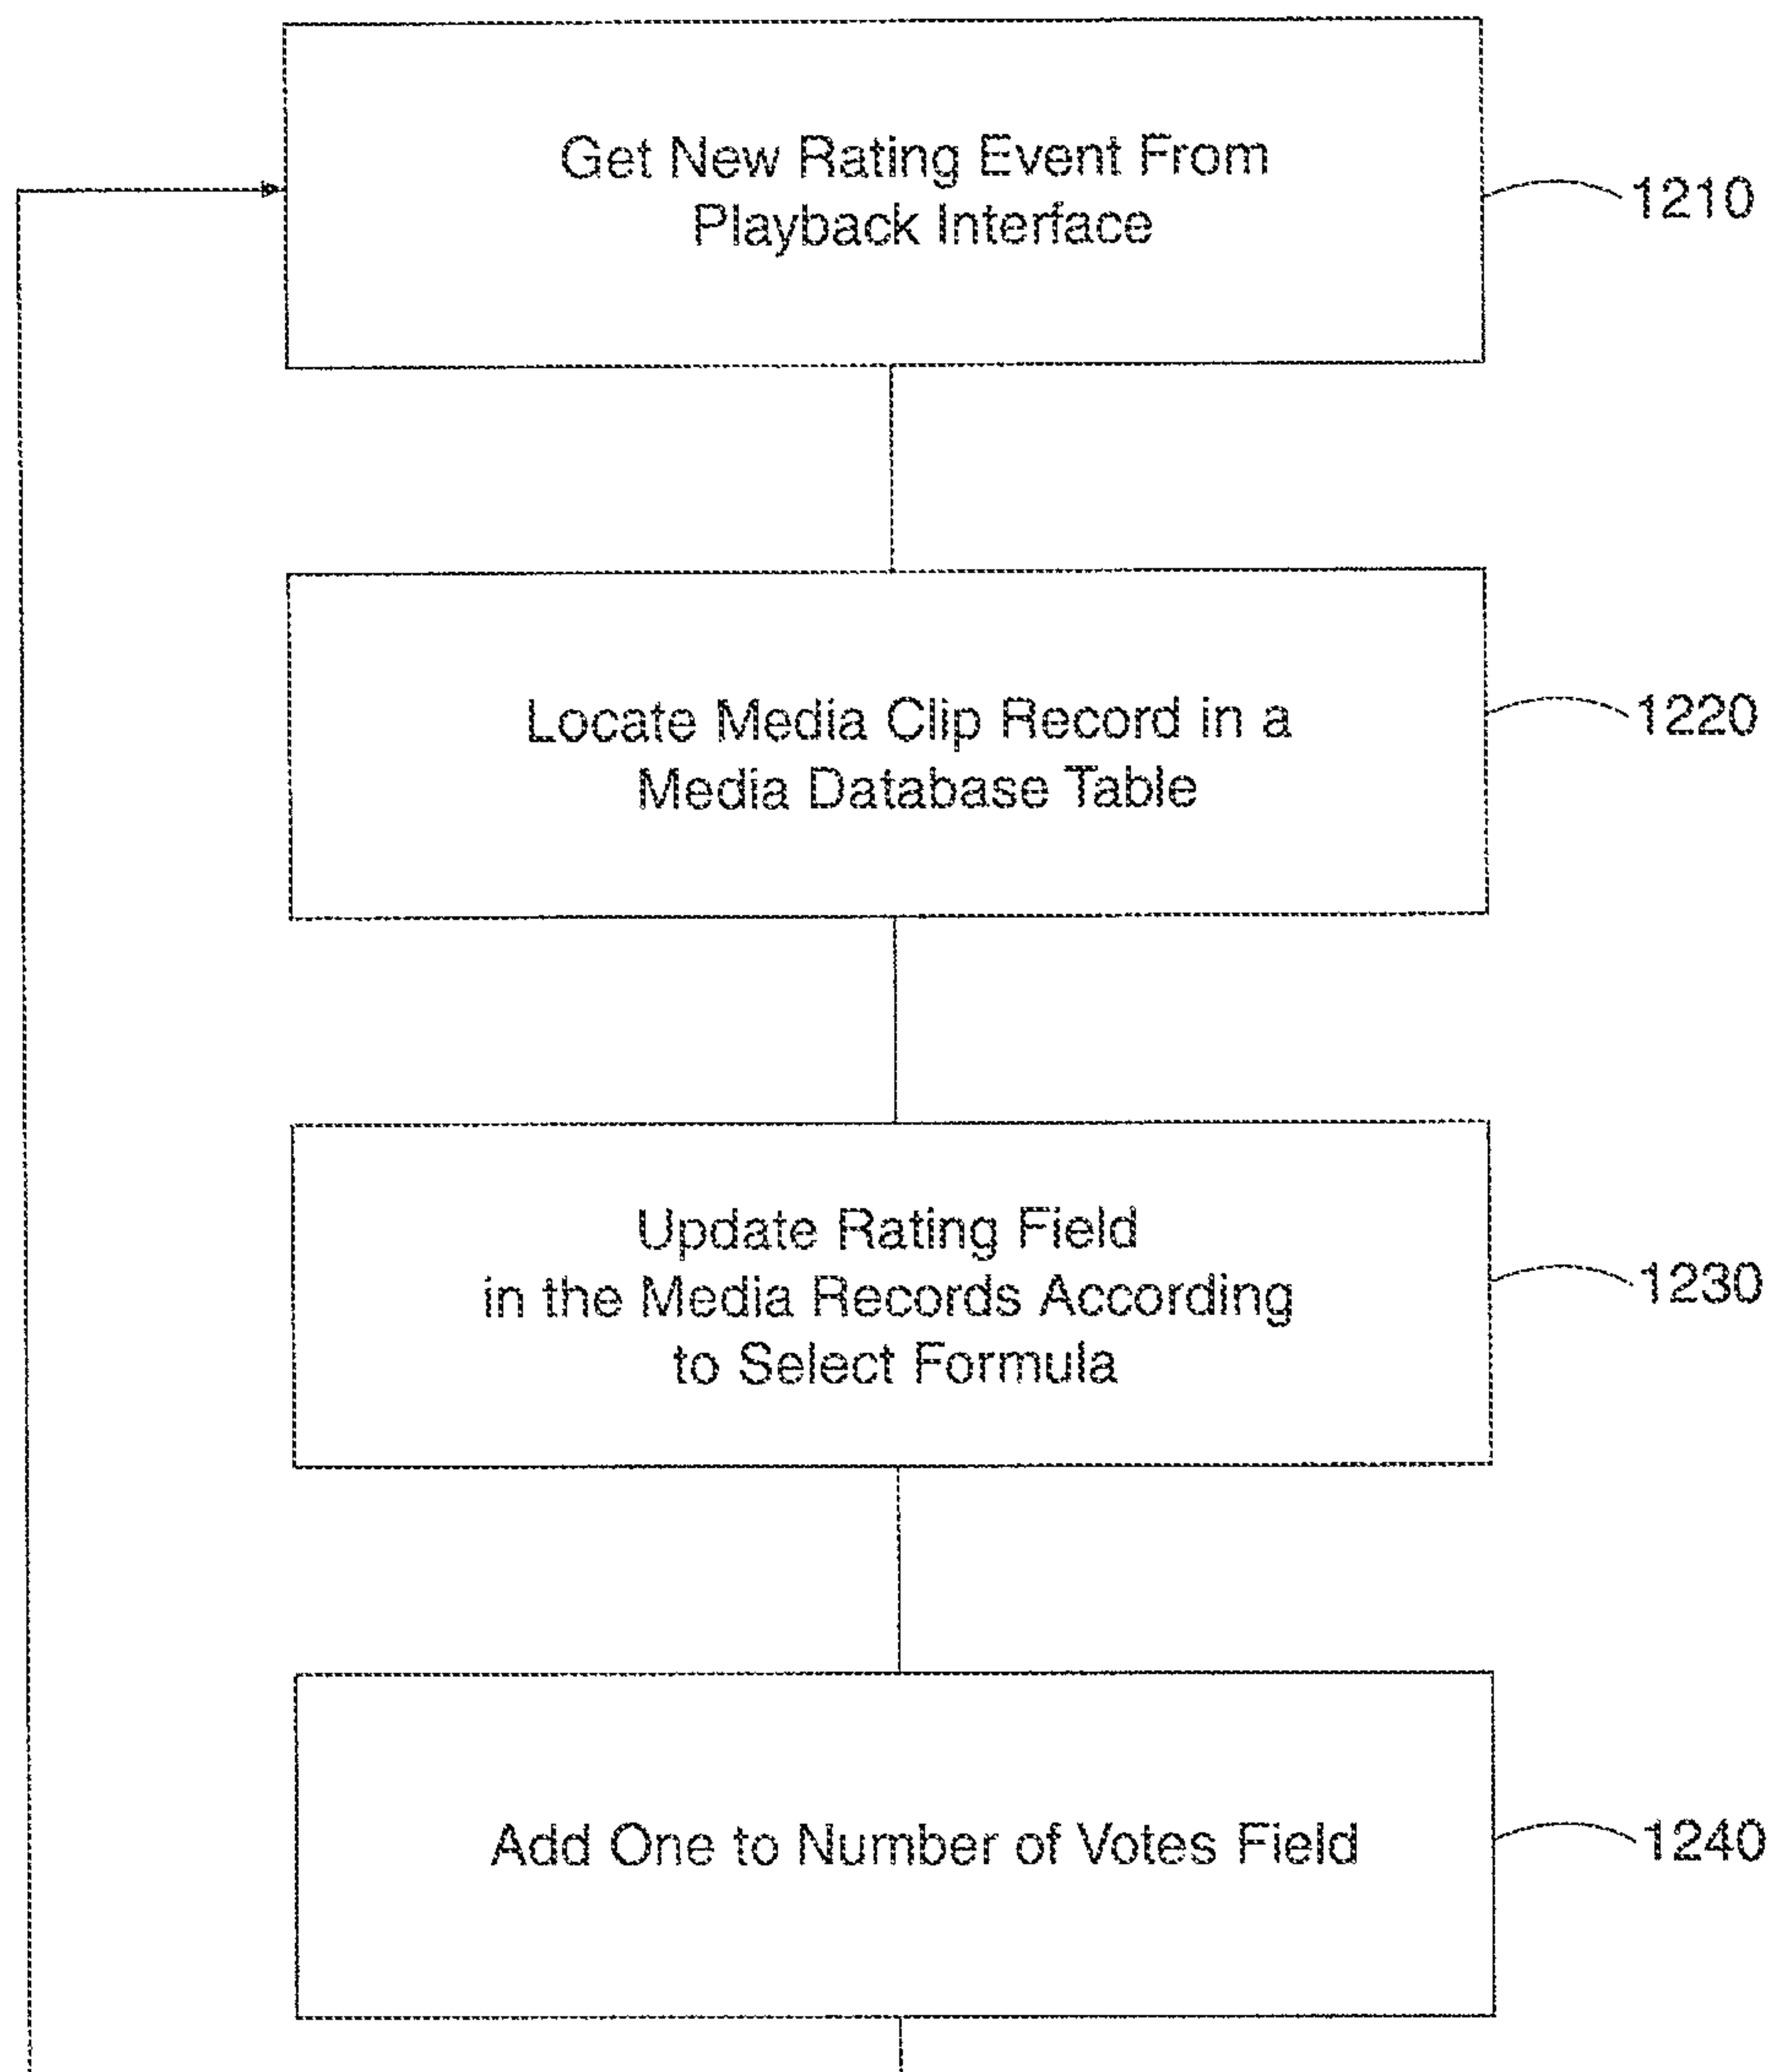 Get New Rating Event From
Playback Interface
1210
Locate Media Clip Record in a
Media Database Table
1220
Update Rating Field
in the Media Records According
to Select Formula
1230
Add One to Number of Votes Field
1240